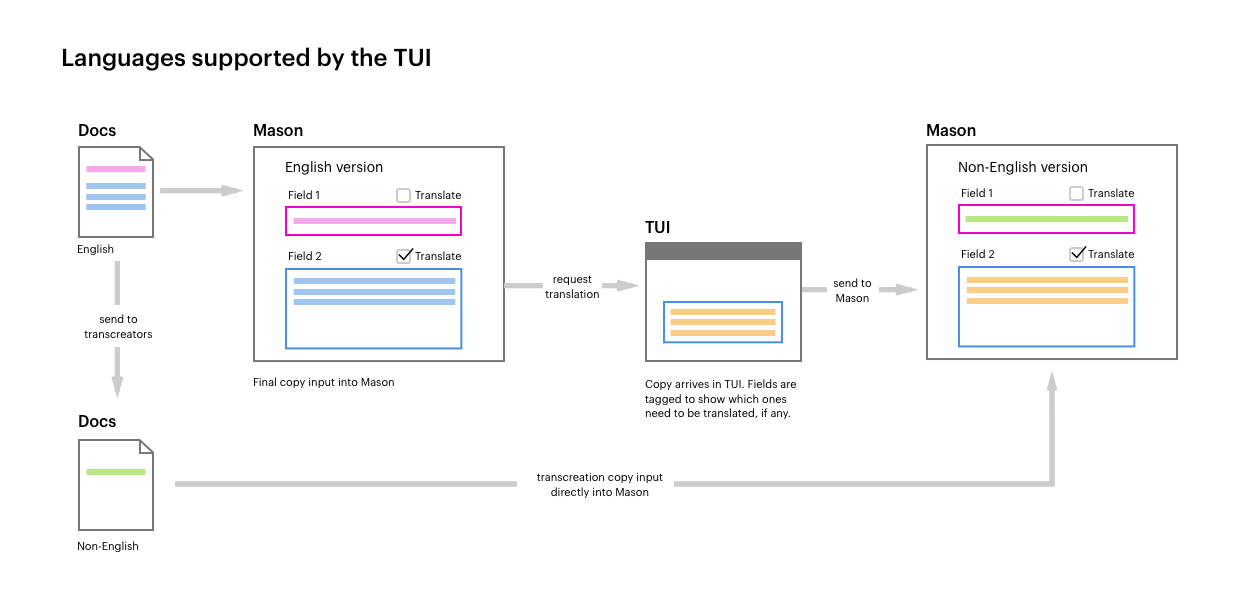 Languages supported by the TUI
Docs
English
send to
transcreators
Docs
Non-English
Mason
English version
Field 1
Translate
Field 2
Translate
Final copy input into Mason
request
translation
TUI
Copy arrives in TUI. Fields are
tagged to show which ones
need to be translated, if any.
send to
Mason
Mason
Non-English version
Field 1
Translate
Field 2
Translate
transcreation copy input
directly into Mason